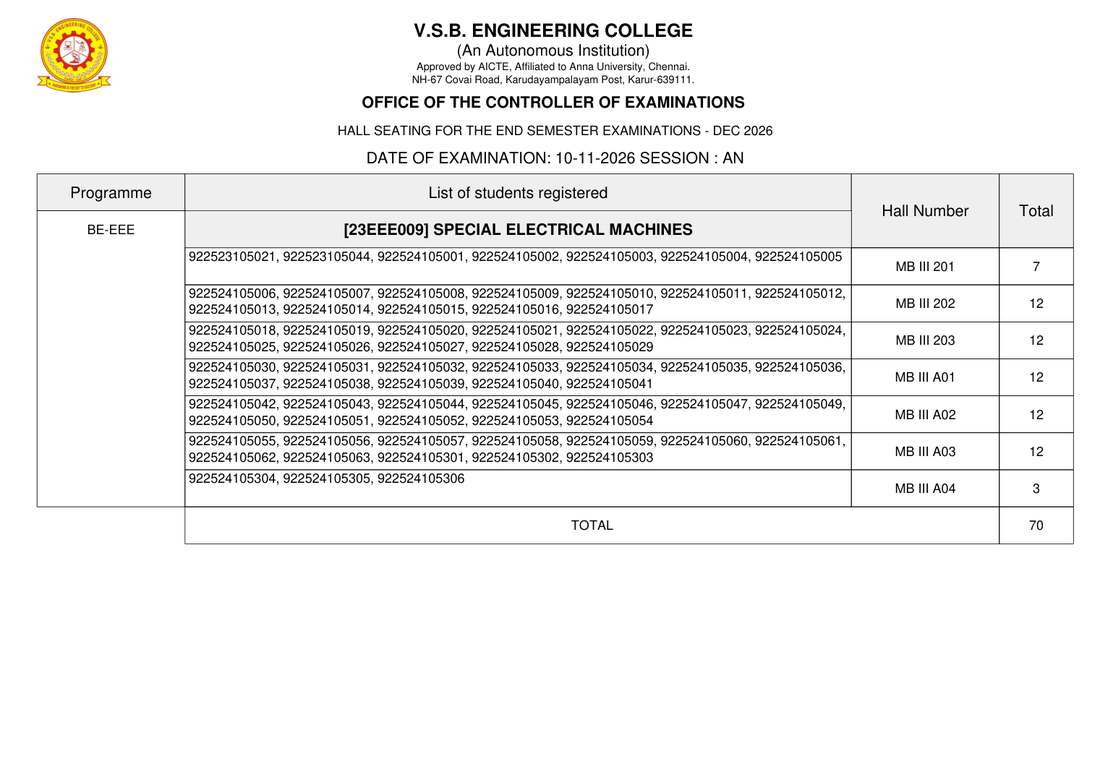 V.S.B. ENGINEERING COLLEGE
(An Autonomous Institution)
Approved by AICTE, Affiliated to Anna University, Chennai.
NH-67 Covai Road, Karudayampalayam Post, Karur-639111.
OFFICE OF THE CONTROLLER OF EXAMINATIONS
HALL SEATING FOR THE END SEMESTER EXAMINATIONS - DEC 2026
DATE OF EXAMINATION: 10-11-2026 SESSION : AN
Programme List of students registered Hall Number Total
BE-EEE [23EEE009] SPECIAL ELECTRICAL MACHINES
922523105021, 922523105044, 922524105001, 922524105002, 922524105003, 922524105004, 922524105005
MB III 201 7
922524105006, 922524105007, 922524105008, 922524105009, 922524105010, 922524105011, 922524105012,
922524105013, 922524105014, 922524105015, 922524105016, 922524105017
MB III 202 12
922524105018, 922524105019, 922524105020, 922524105021, 922524105022, 922524105023, 922524105024,
922524105025, 922524105026, 922524105027, 922524105028, 922524105029
MB III 203 12
922524105030, 922524105031, 922524105032, 922524105033, 922524105034, 922524105035, 922524105036,
922524105037, 922524105038, 922524105039, 922524105040, 922524105041
MB III A01 12
922524105042, 922524105043, 922524105044, 922524105045, 922524105046, 922524105047, 922524105049,
922524105050, 922524105051, 922524105052, 922524105053, 922524105054
MB III A02 12
922524105055, 922524105056, 922524105057, 922524105058, 922524105059, 922524105060, 922524105061,
922524105062, 922524105063, 922524105301, 922524105302, 922524105303
MB III A03 12
922524105304, 922524105305, 922524105306
MB III A04 3
TOTAL 70